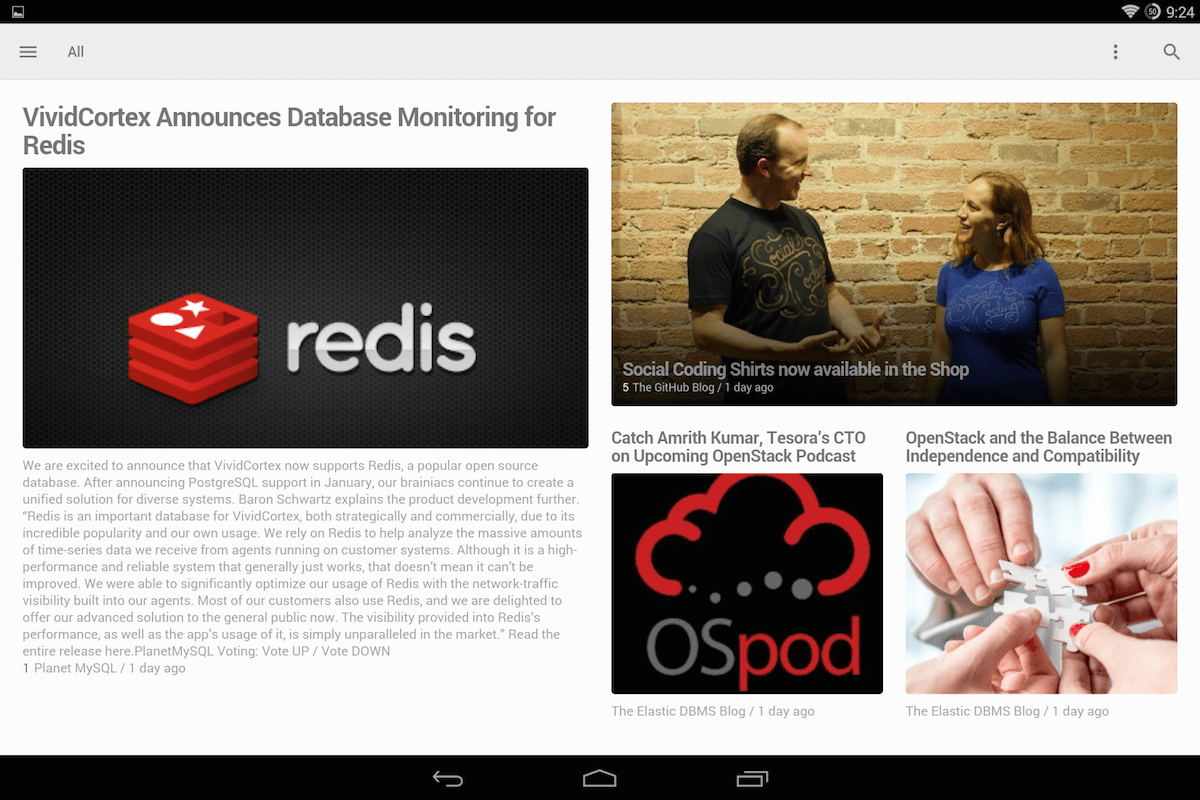 50 9:24
All
VividCortex Announces Database Monitoring for
Redis
redis
We are excited to announce that VividCortex now supports Redis, a popular open source
database. After announcing PostgreSQL support in January, our brainiacs continue to create a
unified solution for diverse systems. Baron Schwartz explains the product development further.
“Redis is an important database for VividCortex, both strategically and commercially, due to its
incredible popularity and our own usage. We rely on Redis to help analyze the massive amounts
of time-series data we receive from agents running on customer systems. Although it is a high-
performance and reliable system that generally just works, that doesn’t mean it can’t be
improved. We were able to significantly optimize our usage of Redis with the network-traffic
visibility built into our agents. Most of our customers also use Redis, and we are delighted to
offer our advanced solution to the general public now. The visibility provided into Redis’s
performance, as well as the app’s usage of it, is simply unparalleled in the market.” Read the
entire release here.PlanetMySQL Voting: Vote UP / Vote DOWN
1 Planet MySQL / 1 day ago
Social Coding
Social Coding
Social Coding Shirts now available in the Shop
5 The GitHub Blog / 1 day ago
Catch Amrith Kumar, Tesora’s CTO
on Upcoming OpenStack Podcast
OSpod
The Elastic DBMS Blog / 1 day ago
OpenStack and the Balance Between
Independence and Compatibility
The Elastic DBMS Blog / 1 day ago